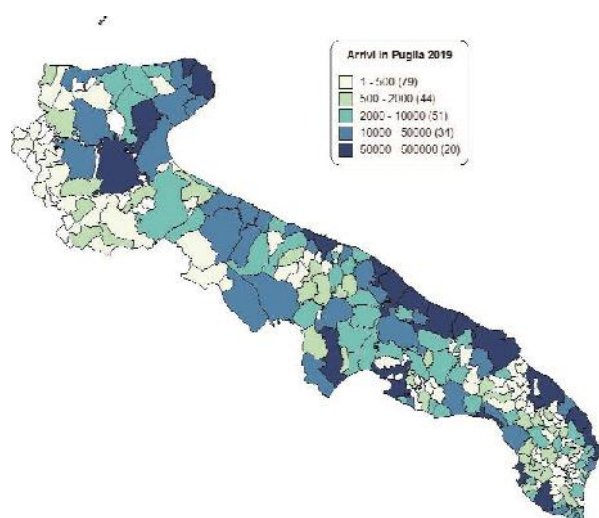 Arrivi in Puglia 2019
1 - 500 (79)
500 - 2000 (44)
2000 - 10000 (51)
10000 - 50000 (31)
50000 - 500000 (20)